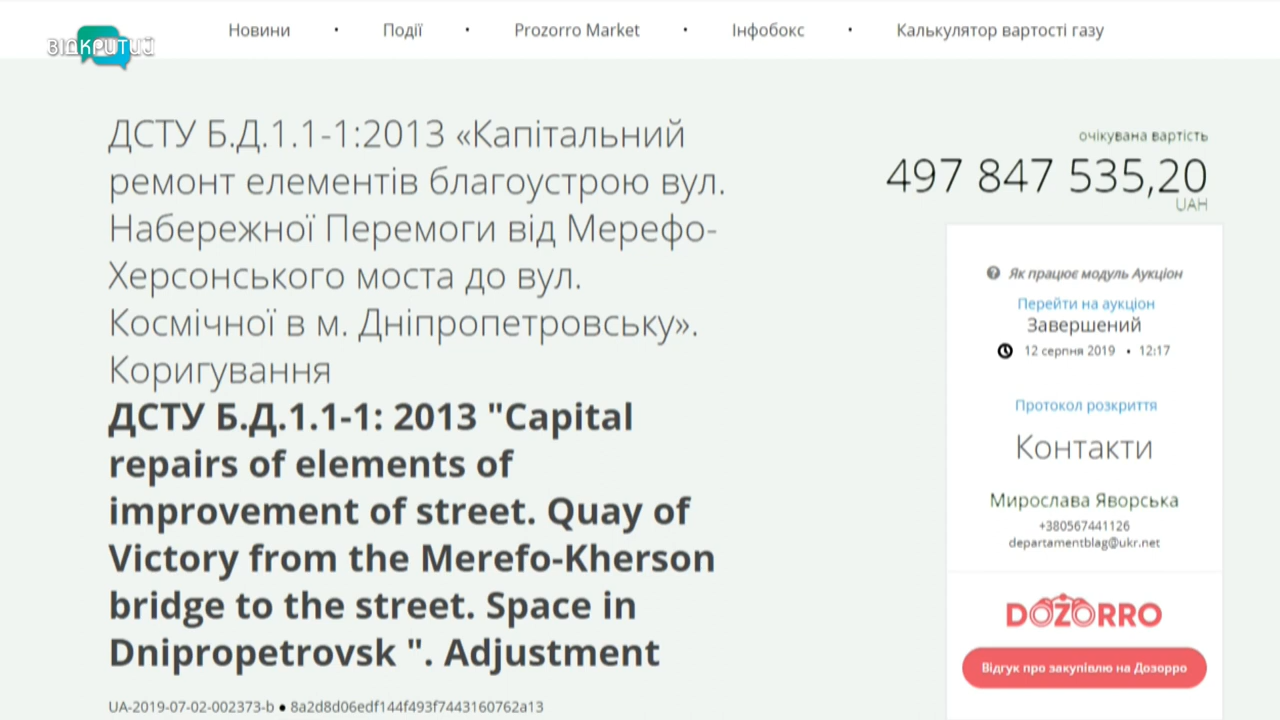 ВІДКРИТИЙ
Новини • Події • Prozorro Market • Інфобокс • Калькулятор вартості газу
ДСТУ Б.Д.1.1-1:2013 «Капітальний
ремонт елементів благоустрою вул.
Набережної Перемоги від Мерефо-
Херсонського моста до вул.
Космічної в м. Дніпропетровську».
Коригування
ДСТУ Б.Д.1.1-1: 2013 "Capital
repairs of elements of
improvement of street. Quay of
Victory from the Merefo-Kherson
bridge to the street. Space in
Dnipropetrovsk ". Adjustment
UA-2019-07-02-002373-b ● 8a2d8d06edf144f493f7443160762a13
очікувана вартість
497 847 535,20
UAH
Як працює модуль Аукціон
Перейти на аукціон
Завершений
12 серпня 2019 • 12:17
Протокол розкриття
Контакти
Мирослава Яворська
+380567441126
departamentblag@ukr.net
DOZORRO
Відгук про закупівлю на Дозорро